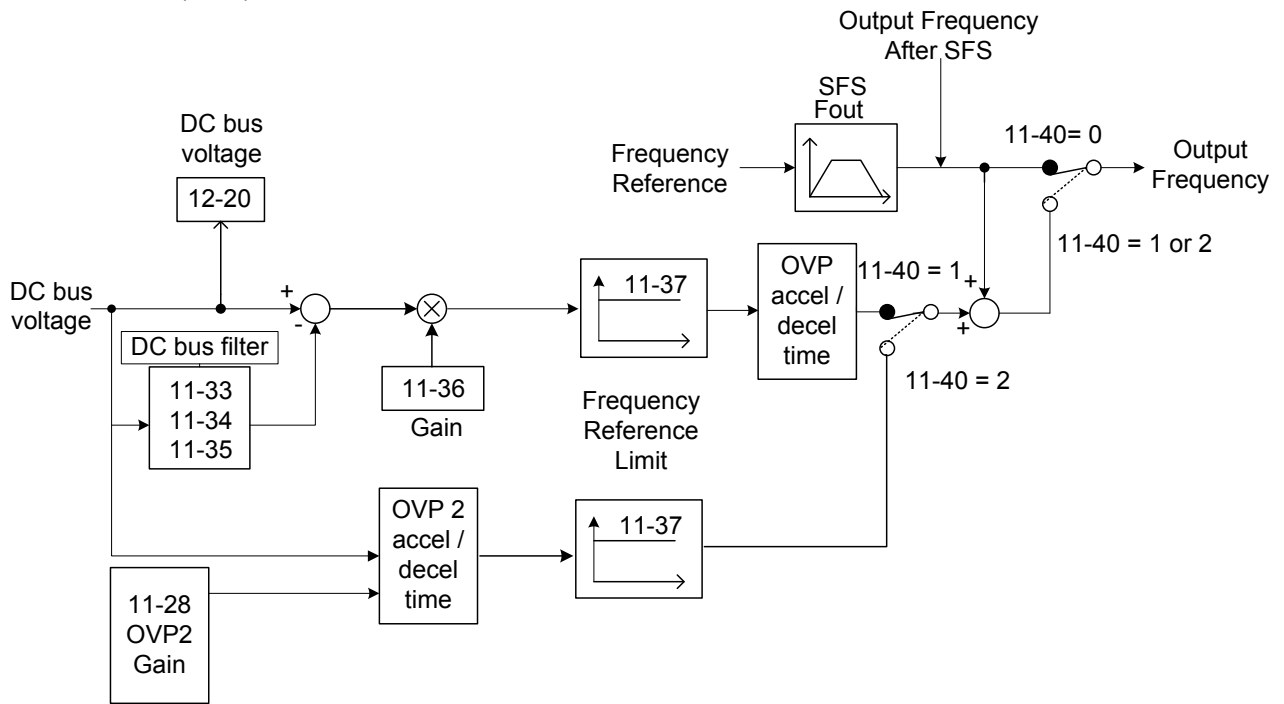 Output Frequency
After SFS
SFS
Fout
11-40= 0
DC bus
voltage
12-20
Frequency
Reference
Output
Frequency
11-40 = 1 or 2
DC bus
voltage
+
-
DC bus filter
11-33
11-34
11-35
11-36
Gain
11-37
Frequency
Reference
Limit
OVP
accel /
decel
time
11-40 = 1
+
+
11-40 = 2
OVP 2
accel /
decel
time
11-37
11-28
OVP2
Gain